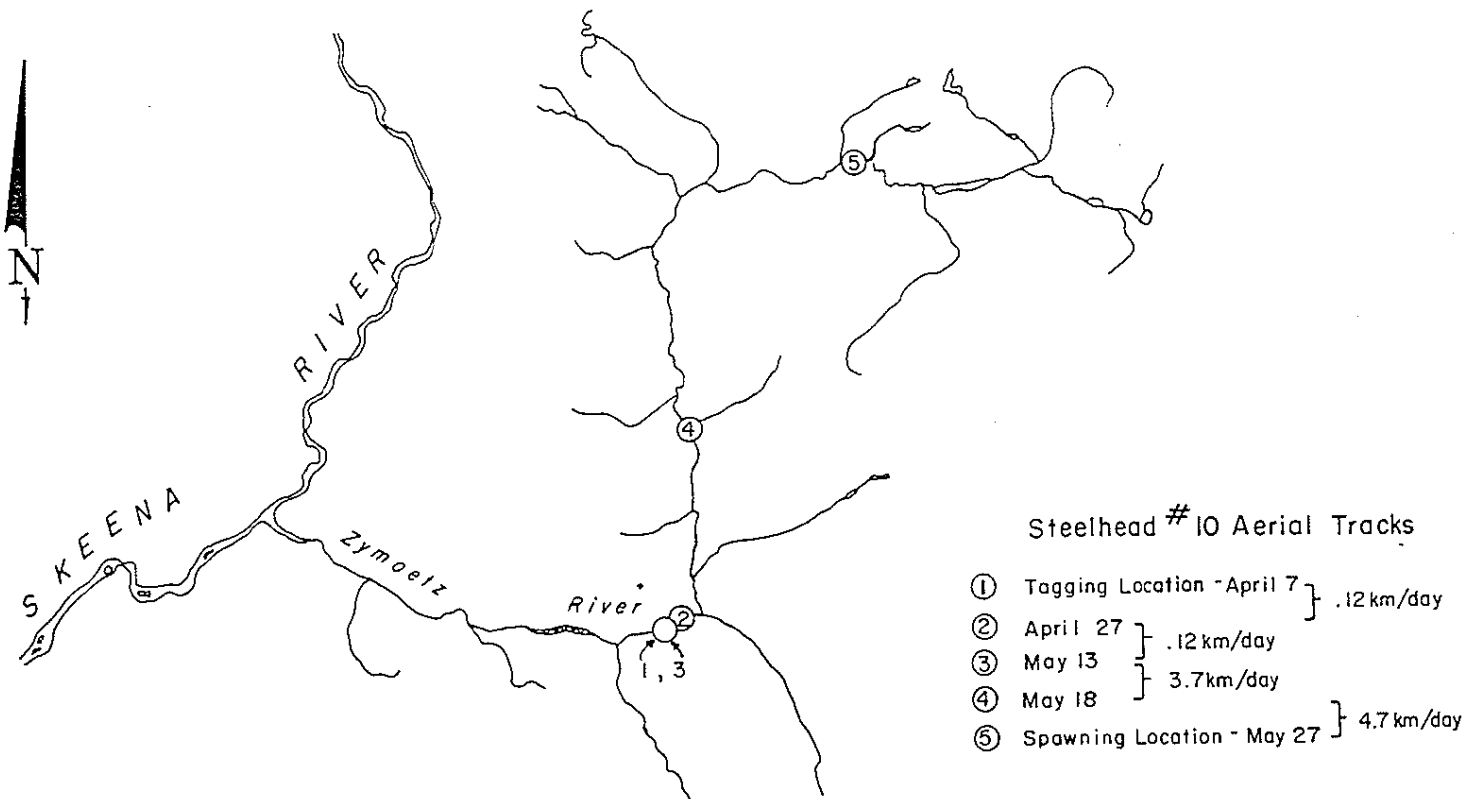 N
SKEENA RIVER
Zymoetz River
5
4
2
1, 3
Steelhead #10 Aerial Tracks
1 Tagging Location - April 7
.12 km/day
2 April 27
.12 km/day
3 May 13
3.7 km/day
4 May 18
4.7 km/day
5 Spawning Location - May 27